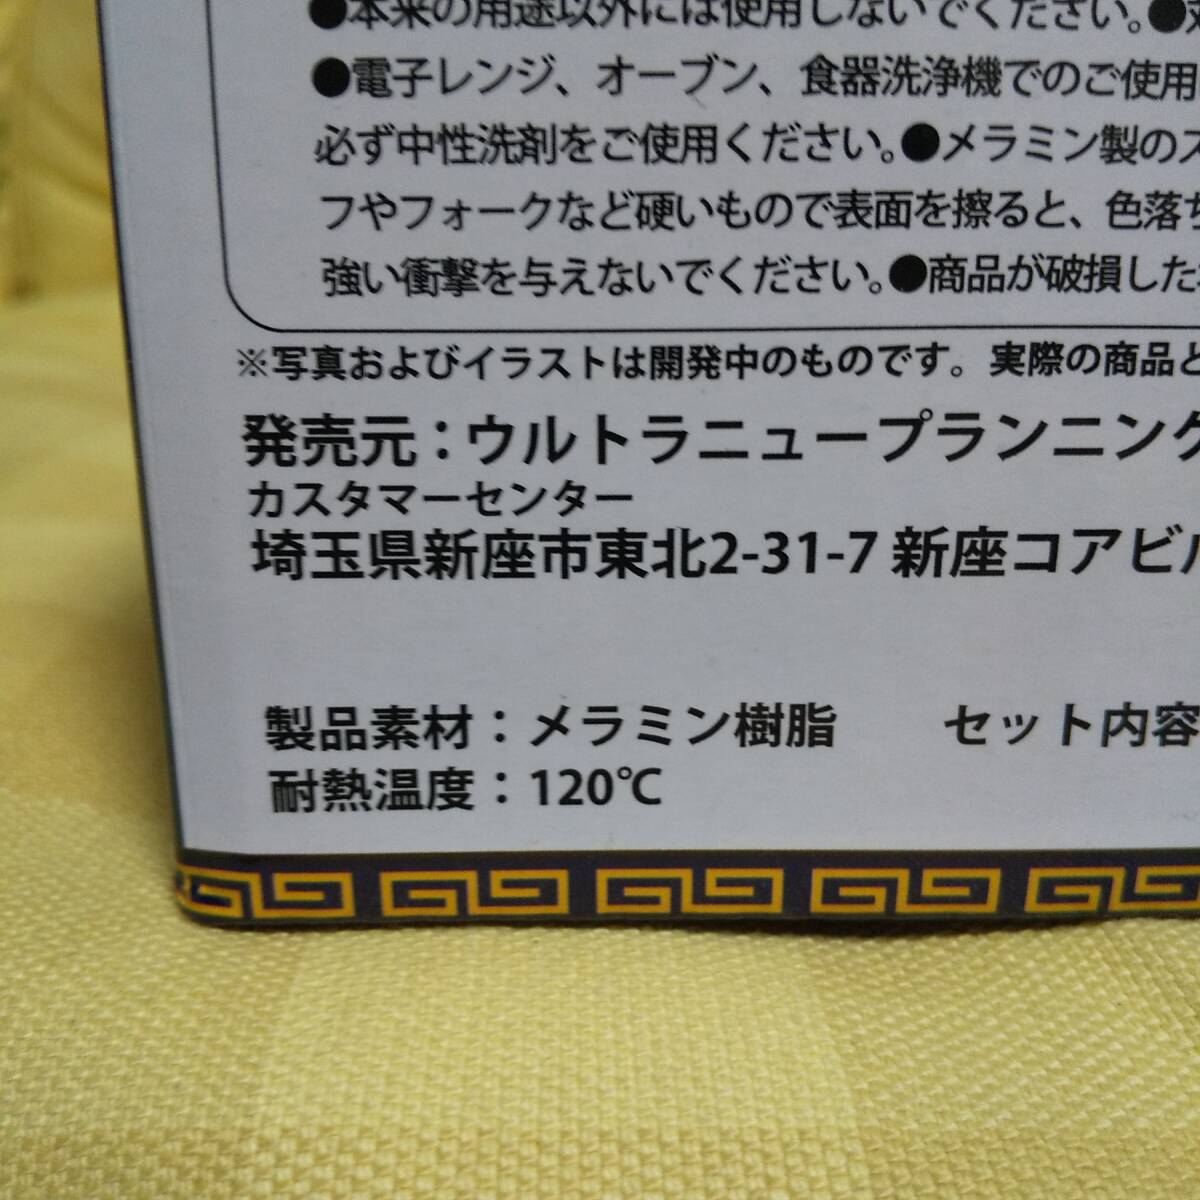 ●本来の用途以外には使用しないでください。●
●電子レンジ、オーブン、食器洗浄機でのご使用
必ず中性洗剤をご使用ください。●メラミン製のス
フやフォークなど硬いもので表面を擦ると、色落ち
強い衝撃を与えないでください。●商品が破損した
※写真およびイラストは開発中のものです。実際の商品と
発売元：ウルトラニュープランニング
カスタマーセンター
埼玉県新座市東北2-31-7 新座コアビル
製品素材：メラミン樹脂 セット内容
耐熱温度：120℃